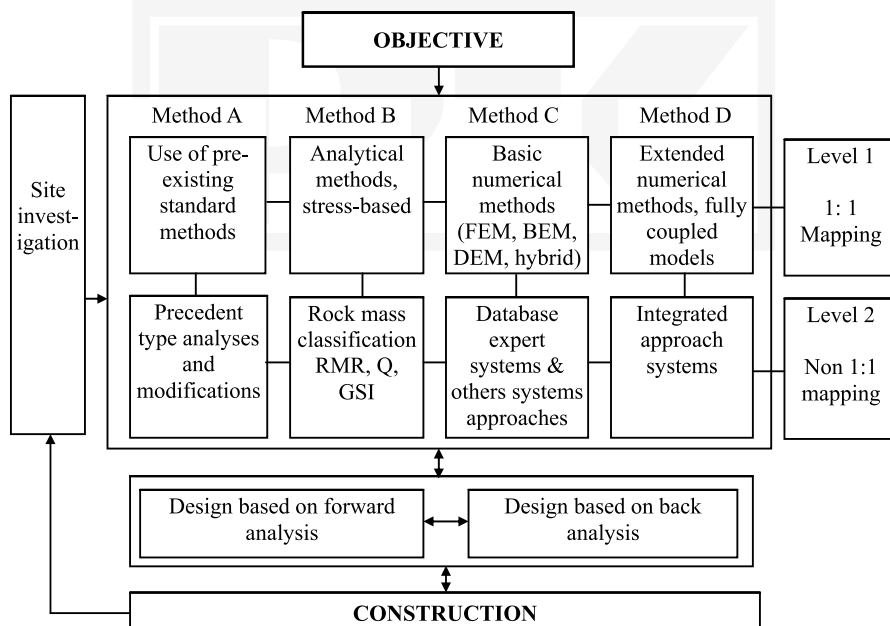 OBJECTIVE
Site
invest-
igation
Method A
Method B
Method C
Method D
Use of pre-
existing
standard
methods
Analytical
methods,
stress-based
Basic
numerical
methods
(FEM, BEM,
DEM, hybrid)
Extended
numerical
methods, fully
coupled
models
Level 1
1: 1
Mapping
Precedent
type analyses
and
modifications
Rock mass
classification
RMR, Q,
GSI
Database
expert
systems &
others systems
approaches
Integrated
approach
systems
Level 2
Non 1:1
mapping
Design based on forward
analysis
Design based on back
analysis
CONSTRUCTION